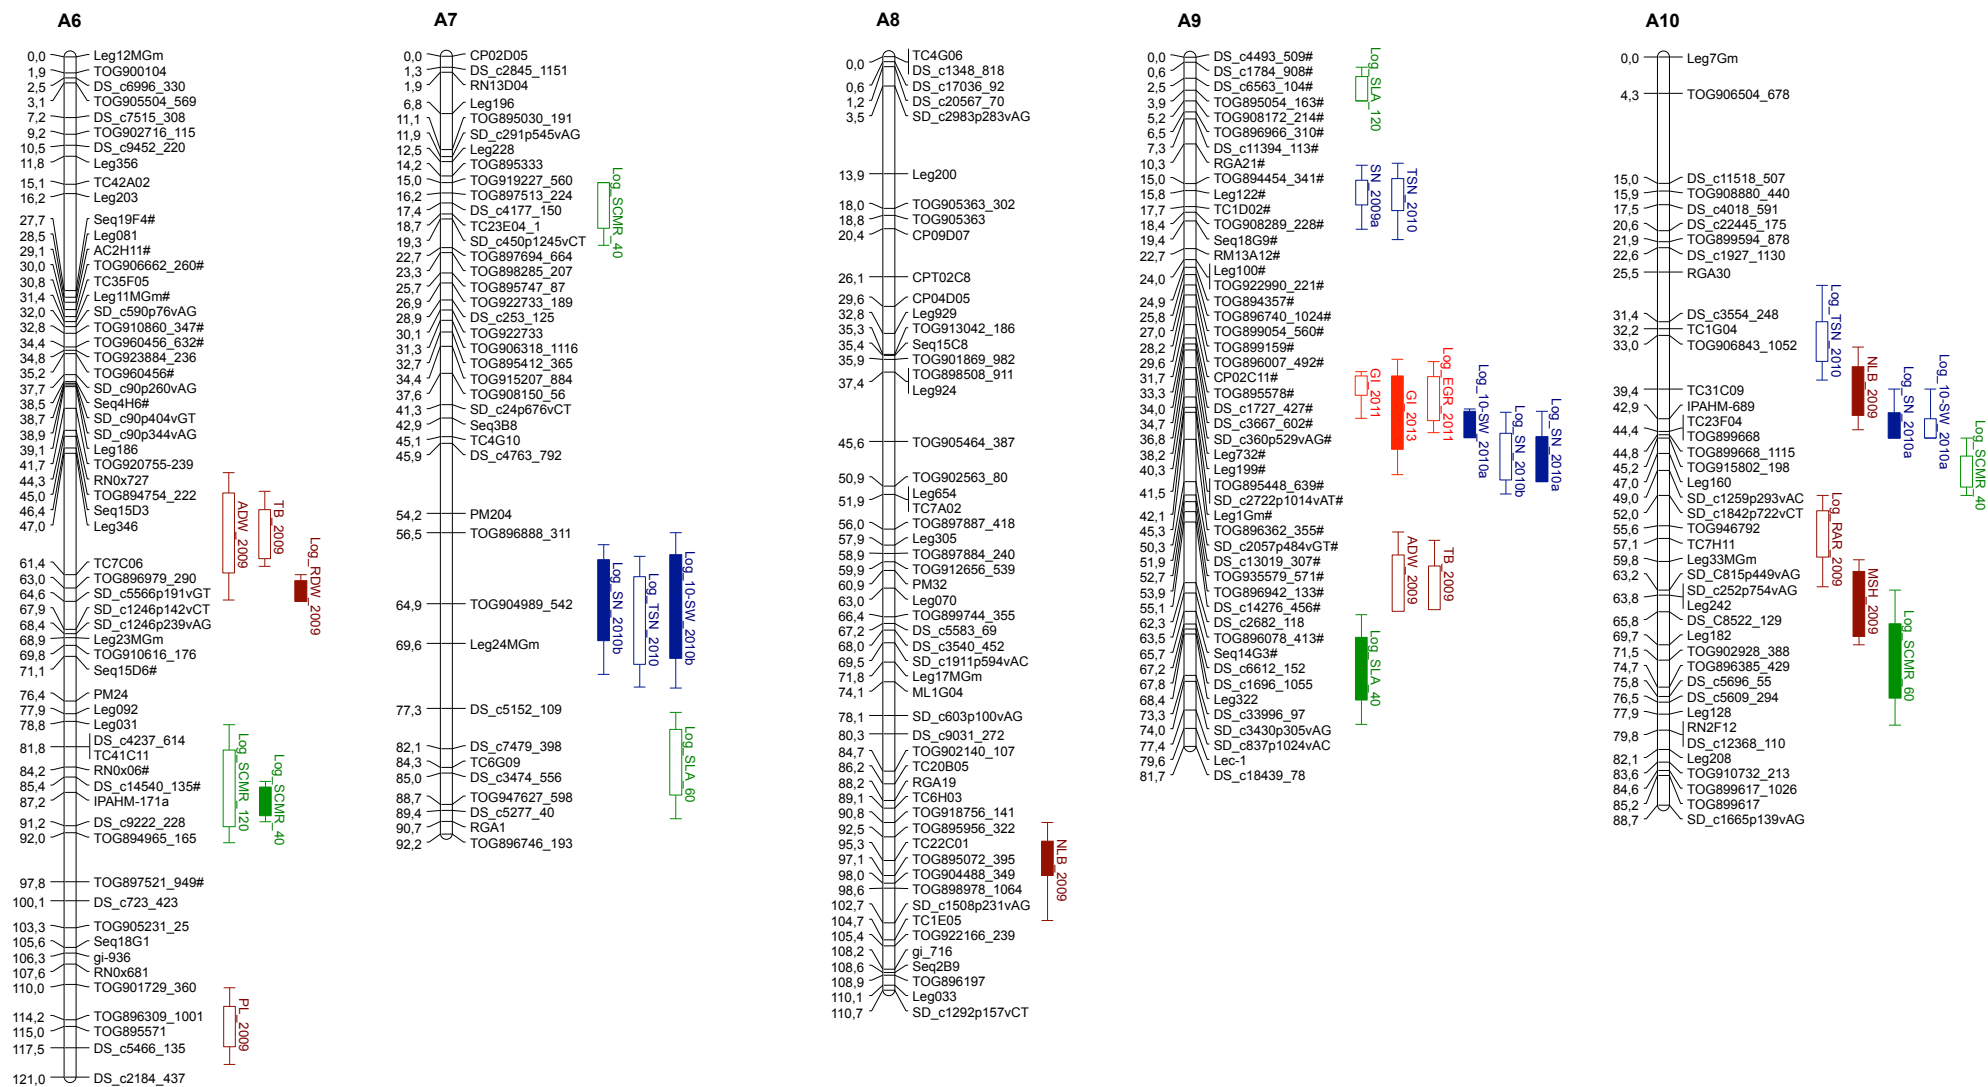 A6
0,0 Leg12MGm
1,9 TOG900104
2,5 DS_c6996_330
3,1 TOG905504_569
7,2 DS_c7515_308
9,2 TOG902716_115
10,5 DS_c9452_220
11,8 Leg356
15,1 TC42A02
16,2 Leg203
27,7 Seq19F4#
28,5 Leg081
29,1 AC2H11#
30,0 TOG906662_260#
30,8 TC35F05
31,4 Leg11MGm#
32,0 SD_c590p76vAG
32,8 TOG910860_347#
34,4 TOG960456_632#
34,8 TOG923884_236
35,2 TOG960456#
37,7 SD_c90p260vAG
38,5 Seq4H6#
38,7 SD_c90p404vGT
38,9 SD_c90p344vAG
39,1 Leg186
41,7 TOG920755-239
44,3 RN0x727
45,0 TOG894754_222
46,4 Seq15D3
47,0 Leg346
61,4 TC7C06
63,0 TOG896979_290
64,6 SD_c5566p191vGT
67,9 SD_c1246p142vCT
68,4 SD_c1246p239vAG
68,9 Leg23MGm
69,8 TOG910616_176
71,1 Seq15D6#
76,4 PM24
77,9 Leg092
78,8 Leg031
81,8 DS_c4237_614
TC41C11
84,2 RN0x06#
85,4 DS_c14540_135#
87,2 IPAHM-171a
91,2 DS_c9222_228
92,0 TOG894965_165
97,8 TOG897521_949#
100,1 DS_c723_423
103,3 TOG905231_25
105,6 Seq18G1
106,3 gi-936
107,6 RN0x681
110,0 TOG901729_360
114,2 TOG896309_1001
115,0 TOG895571
117,5 DS_c5466_135
121,0 DS_c2184_437
ADW_2009
TB_2009
Log_RDW_2009
Log_SCMR_120
Log_SCMR_40
PL_2009
A7
0,0 CP02D05
1,3 DS_c2845_1151
1,9 RN13D04
6,8 Leg196
11,1 TOG895030_191
11,9 SD_c291p545vAG
12,5 Leg228
14,2 TOG895333
15,0 TOG919227_560
16,2 TOG897513_224
17,4 DS_c4177_150
18,7 TC23E04_1
19,3 SD_c450p1245vCT
22,7 TOG897694_664
23,3 TOG898285_207
25,7 TOG895747_87
26,9 TOG922733_189
28,9 DS_c253_125
30,1 TOG922733
31,3 TOG906318_1116
32,7 TOG895412_365
34,4 TOG915207_884
37,6 TOG908150_56
41,3 SD_c24p676vCT
42,9 Seq3B8
45,1 TC4G10
45,9 DS_c4763_792
54,2 PM204
56,5 TOG896888_311
64,9 TOG904989_542
69,6 Leg24MGm
77,3 DS_c5152_109
82,1 DS_c7479_398
84,3 TC6G09
85,0 DS_c3474_556
88,7 TOG947627_598
89,4 DS_c5277_40
90,7 RGA1
92,2 TOG896746_193
Log_SCMR_40
Log_SN_2010b
Log_TSN_2010
Log_10-SW_2010b
Log_SLA_60
A8
TC4G06
0,0 DS_c1348_818
0,6 DS_c17036_92
1,2 DS_c20567_70
3,5 SD_c2983p283vAG
13,9 Leg200
18,0 TOG905363_302
18,8 TOG905363
20,4 CP09D07
26,1 CPT02C8
29,6 CP04D05
32,8 Leg929
35,3 TOG913042_186
35,4 Seq15C8
35,9 TOG901869_982
37,4 TOG898508_911
Leg924
45,6 TOG905464_387
50,9 TOG902563_80
51,9 Leg654
TC7A02
56,0 TOG897887_418
57,9 Leg305
58,9 TOG897884_240
59,9 TOG912656_539
60,9 PM32
63,0 Leg070
66,4 TOG899744_355
67,2 DS_c5583_69
68,0 DS_c3540_452
69,5 SD_c1911p594vAC
71,8 Leg17MGm
74,1 ML1G04
78,1 SD_c603p100vAG
80,3 DS_c9031_272
84,7 TOG902140_107
86,2 TC20B05
88,2 RGA19
89,1 TC6H03
90,8 TOG918756_141
92,5 TOG895956_322
95,3 TC22C01
97,1 TOG895072_395
98,0 TOG904488_349
98,6 TOG898978_1064
102,7 SD_c1508p231vAG
104,7 TC1E05
105,4 TOG922166_239
108,2 gi_716
108,6 Seq2B9
108,9 TOG896197
110,1 Leg033
110,7 SD_c1292p157vCT
NLB_2009
A9
0,0 DS_c4493_509#
0,6 DS_c1784_908#
2,5 DS_c6563_104#
3,9 TOG895054_163#
5,2 TOG908172_214#
6,5 TOG896966_310#
7,3 DS_c11394_113#
10,3 RGA21#
15,0 TOG894454_341#
15,8 Leg122#
17,7 TC1D02#
18,4 TOG908289_228#
19,4 Seq18G9#
22,7 RM13A12#
24,0 Leg100#
TOG922990_221#
24,9 TOG894357#
25,8 TOG896740_1024#
27,0 TOG899054_560#
28,2 TOG899159#
29,6 TOG896007_492#
31,7 CP02C11#
33,3 TOG895578#
34,0 DS_c1727_427#
34,7 DS_c3667_602#
36,8 SD_c360p529vAG#
38,2 Leg732#
40,3 Leg199#
41,5 TOG895448_639#
SD_c2722p1014vAT#
42,1 Leg1Gm#
45,3 TOG896362_355#
50,3 SD_c2057p484vGT#
51,9 DS_c13019_307#
52,7 TOG935579_571#
53,9 TOG896942_133#
55,1 DS_c14276_456#
62,3 DS_c2682_118
63,5 TOG896078_413#
65,7 Seq14G3#
67,2 DS_c6612_152
67,8 DS_c1696_1055
68,4 Leg322
73,3 DS_c33996_97
74,0 SD_c3430p305vAG
77,4 SD_c837p1024vAC
79,6 Lec-1
81,7 DS_c18439_78
Log_SLA_120
SN_2009a
TSN_2010
GI_2011
GI_2013
Log_EGR_2011
Log_10-SW_2010a
Log_SN_2010b
Log_SN_2010a
ADW_2009
TB_2009
Log_SLA_40
A10
0,0 Leg7Gm
4,3 TOG906504_678
15,0 DS_c11518_507
15,9 TOG908880_440
17,5 DS_c4018_591
20,6 DS_c22445_175
21,9 TOG899594_878
22,6 DS_c1927_1130
25,5 RGA30
31,4 DS_c3554_248
32,2 TC1G04
33,0 TOG906843_1052
39,4 TC31C09
42,9 IPAHM-689
44,4 TC23F04
TOG899668
44,8 TOG899668_1115
45,2 TOG915802_198
47,0 Leg160
49,0 SD_c1259p293vAC
52,0 SD_c1842p722vCT
55,6 TOG946792
57,1 TC7H11
59,8 Leg33MGm
63,2 SD_C815p449vAG
63,8 SD_c252p754vAG
Leg242
65,8 DS_C8522_129
69,7 Leg182
71,5 TOG902928_388
74,7 TOG896385_429
75,8 DS_c5696_55
76,5 DS_c5609_294
77,9 Leg128
79,8 RN2F12
DS_c12368_110
82,1 Leg208
83,6 TOG910732_213
84,6 TOG899617_1026
85,2 TOG899617
88,7 SD_c1665p139vAG
Log_TSN_2010
NLB_2009
Log_SN_2010a
Log_10-SW_2010a
Log_SCMR_40
Log_RAR_2009
MSH_2009
Log_SCMR_60